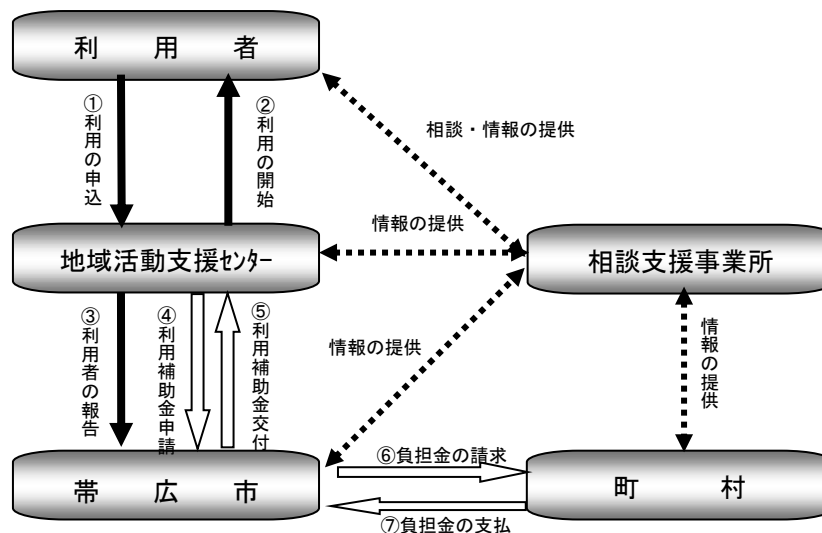 利　用　者
①利用の申込
②利用の開始
相談・情報の提供
情報の提供
地域活動支援ｾﾝﾀｰ
相談支援事業所
③利用者の報告
④利用補助金申請
⑤利用補助金交付
情報の提供
情報の提供
⑥負担金の請求
帯　広　市
町　村
⑦負担金の支払